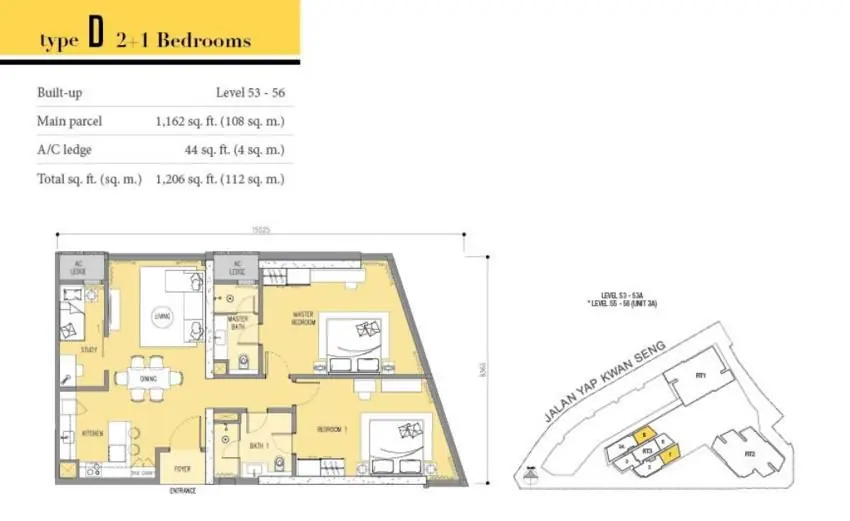 type D 2+1 Bedrooms
Built-up Level 53 - 56
Main parcel 1,162 sq. ft. (108 sq. m.)
A/C ledge 44 sq. ft. (4 sq. m.)
Total sq. ft. (sq. m.) 1,206 sq. ft. (112 sq. m.)
15025
AC
LEDGE
AC
LEDGE
LIVING
MASTER
BATH
MASTER
BEDROOM
STUDY
DINING
KITCHEN
BATH 1
BEDROOM 1
FOYER
ENTRANCE
LEVEL 53 - 53A
* LEVEL 55 - 56 (UNIT 3A)
JALAN YAP KWAN SENG
RT1
RT3
RT2